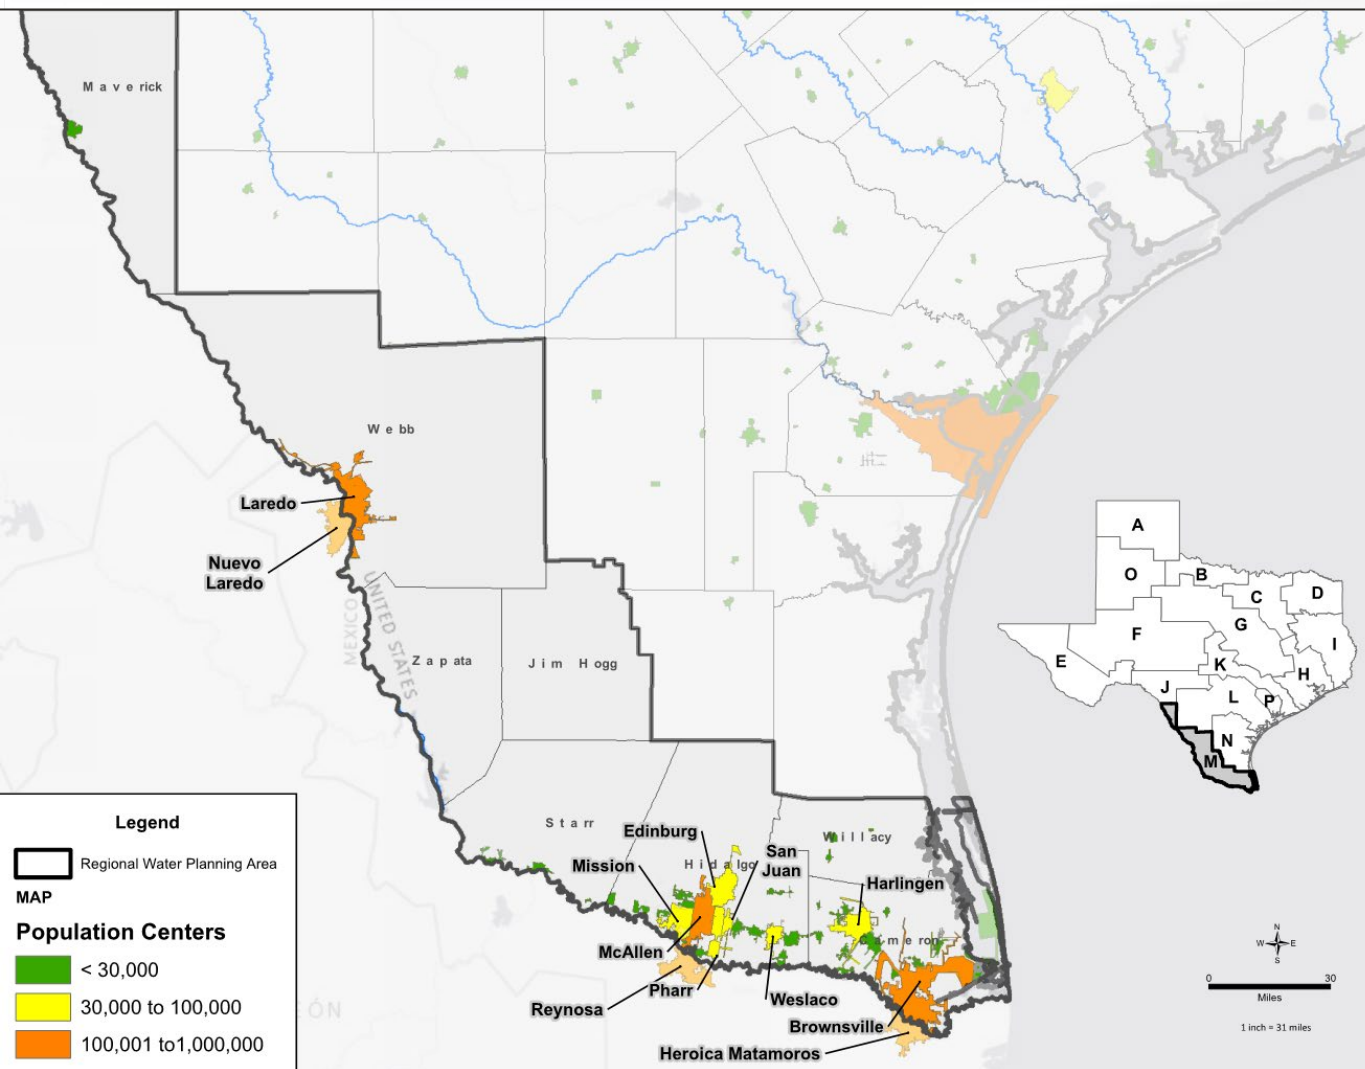 Maverick
Webb
Laredo
Nuevo
Laredo
UNITED STATES
MEXICO
Zapata
Jim Hogg
Starr
Edinburg
Willacy
Hidalgo
San
Juan
Mission
Harlingen
Cameron
McAllen
Pharr
Weslaco
Reynosa
Brownsville
Heroica Matamoros
A
O
B
C
D
F
G
E
I
K
H
J
L
P
N
M
N
W
E
S
0
30
Miles
1 inch = 31 miles
Legend
Regional Water Planning Area
MAP
Population Centers
< 30,000
30,000 to 100,000
100,001 to1,000,000